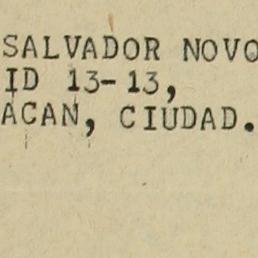 SALVADOR NOVO
ID 13-13,
ACAN, CIUDAD.